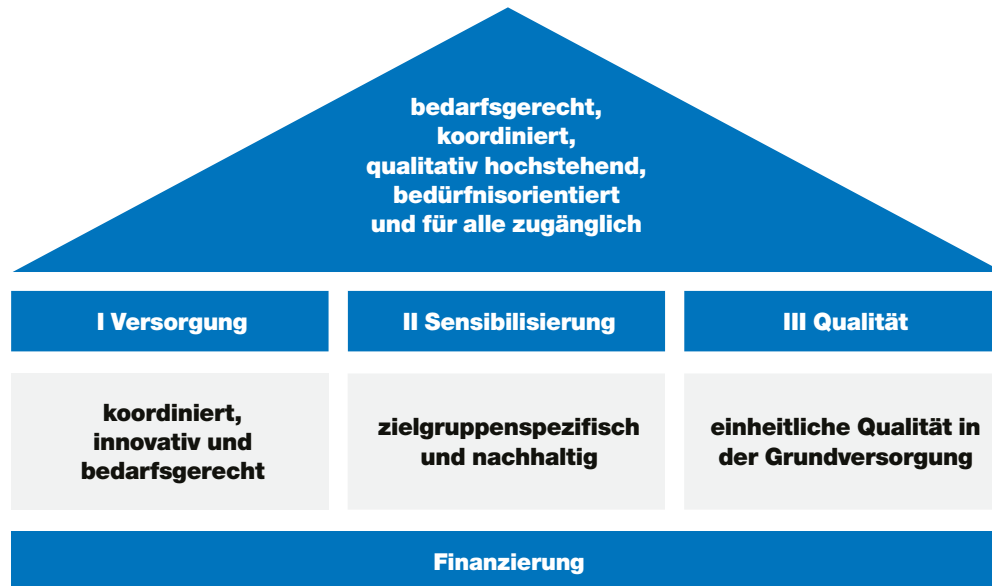 bedarfsgerecht,
koordiniert,
qualitativ hochstehend,
bedürfnisorientiert
und für alle zugänglich
I Versorgung
II Sensibilisierung
III Qualität
koordiniert,
innovativ und
bedarfsgerecht
zielgruppenspezifisch
und nachhaltig
einheitliche Qualität in
der Grundversorgung
Finanzierung